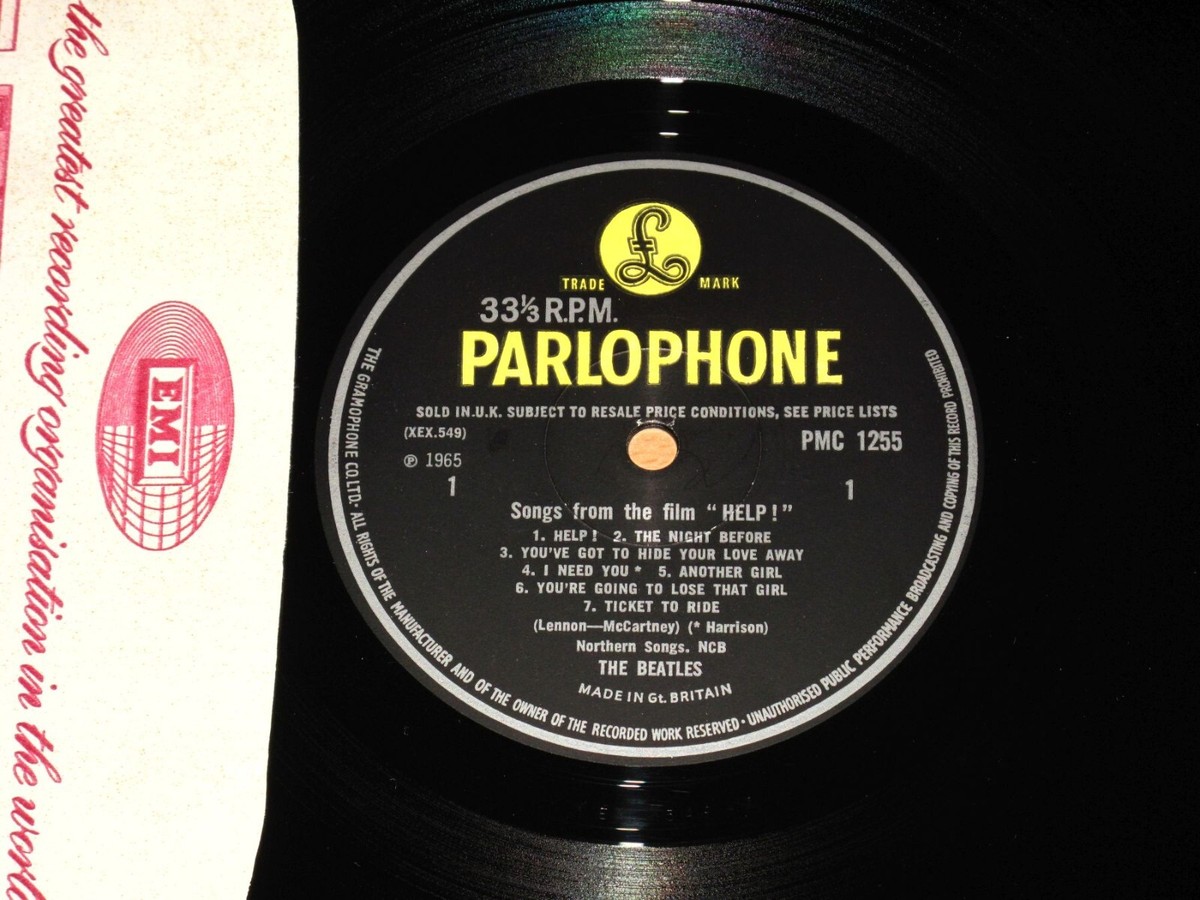 the greatest recording organisation in the world
EMI
£
TRADE MARK
33⅓ R.P.M.
PARLOPHONE
SOLD IN U.K. SUBJECT TO RESALE PRICE CONDITIONS, SEE PRICE LISTS
(XEX.549)
PMC 1255
℗ 1965
1 1
Songs from the film “HELP!”
1. HELP! 2. THE NIGHT BEFORE
3. YOU'VE GOT TO HIDE YOUR LOVE AWAY
4. I NEED YOU * 5. ANOTHER GIRL
6. YOU'RE GOING TO LOSE THAT GIRL
7. TICKET TO RIDE
(Lennon—McCartney) (* Harrison)
Northern Songs. NCB
THE BEATLES
MADE IN Gt. BRITAIN
THE GRAMOPHONE CO. LTD. · ALL RIGHTS OF THE MANUFACTURER AND OF THE OWNER OF THE RECORDED WORK RESERVED · UNAUTHORISED PUBLIC PERFORMANCE BROADCASTING AND COPYING OF THIS RECORD PROHIBITED